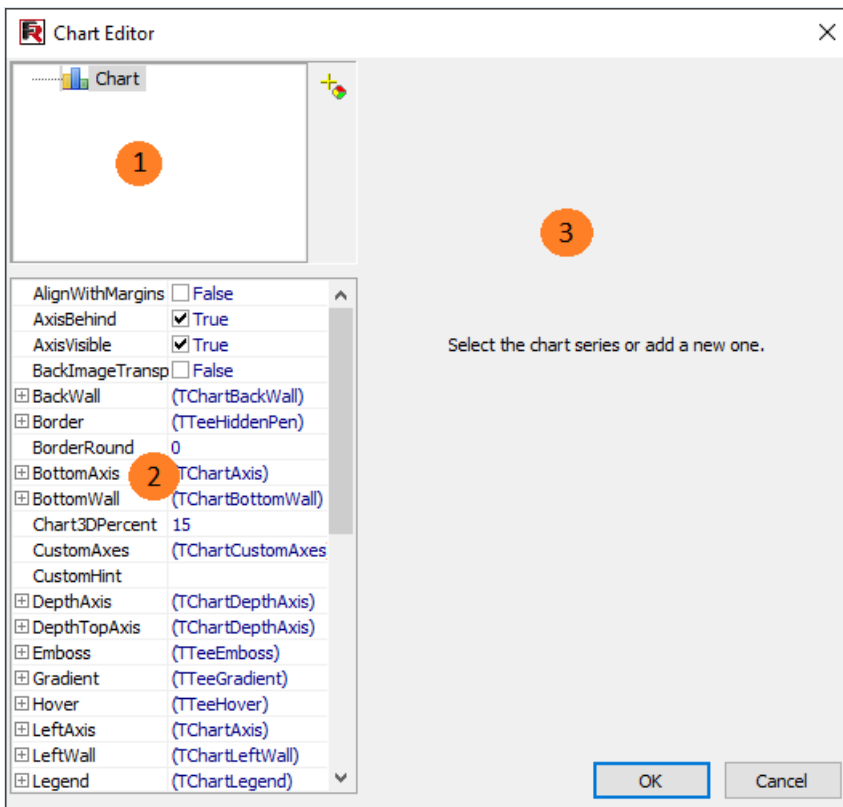 Chart Editor
Chart
1
3
Select the chart series or add a new one.
AlignWithMargins False
AxisBehind True
AxisVisible True
BackImageTransp False
BackWall (TChartBackWall)
Border (TTeeHiddenPen)
BorderRound 0
BottomAxis (TChartAxis)
2
BottomWall (TChartBottomWall)
Chart3DPercent 15
CustomAxes (TChartCustomAxes
CustomHint
DepthAxis (TChartDepthAxis)
DepthTopAxis (TChartDepthAxis)
Emboss (TTeeEmboss)
Gradient (TTeeGradient)
Hover (TTeeHover)
LeftAxis (TChartAxis)
LeftWall (TChartLeftWall)
Legend (TChartLegend)
OK Cancel